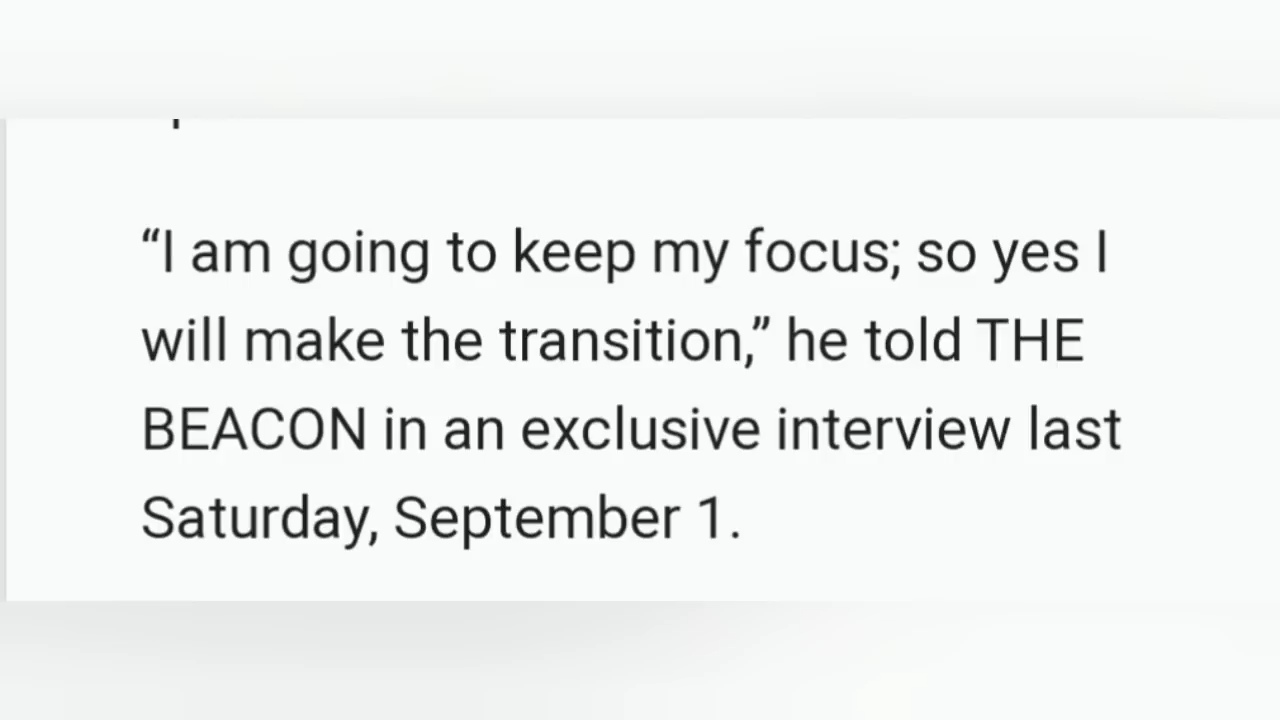 “I am going to keep my focus; so yes I
will make the transition,” he told THE
BEACON in an exclusive interview last
Saturday, September 1.